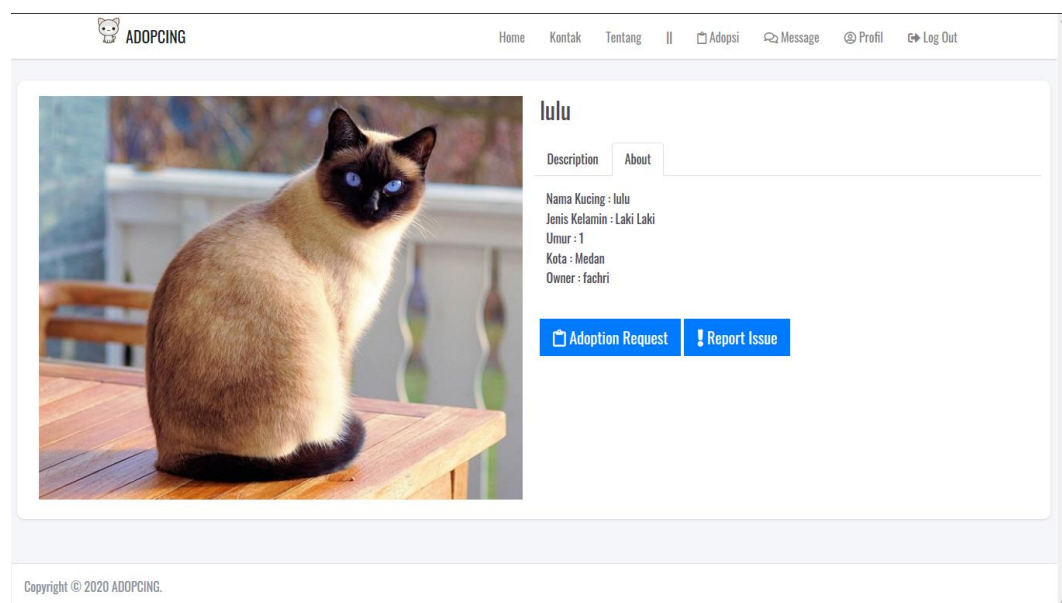 ADOPCING
Home Kontak Tentang || Adopsi Message Profil Log Out
lulu
Description About
Nama Kucing : lulu
Jenis Kelamin : Laki Laki
Umur : 1
Kota : Medan
Owner : fachri
Adoption Request Report Issue
Copyright © 2020 ADOPCING.